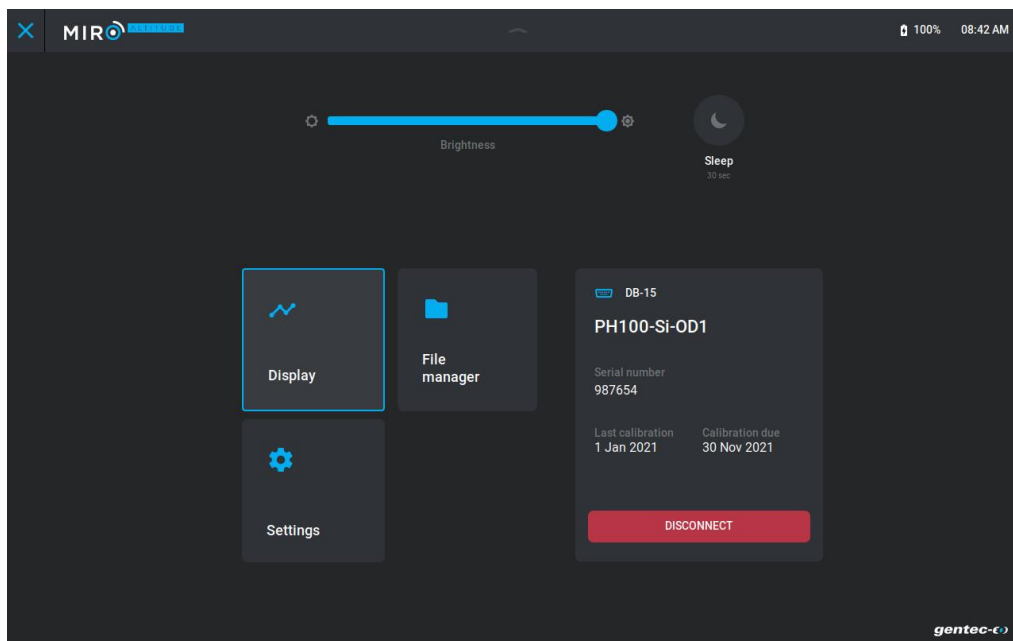 MIRO ALTITUDE
100% 08:42 AM
Brightness
Sleep
30 sec
Display
File
manager
Settings
DB-15
PH100-Si-OD1
Serial number
987654
Last calibration Calibration due
1 Jan 2021 30 Nov 2021
DISCONNECT
gentec-eo